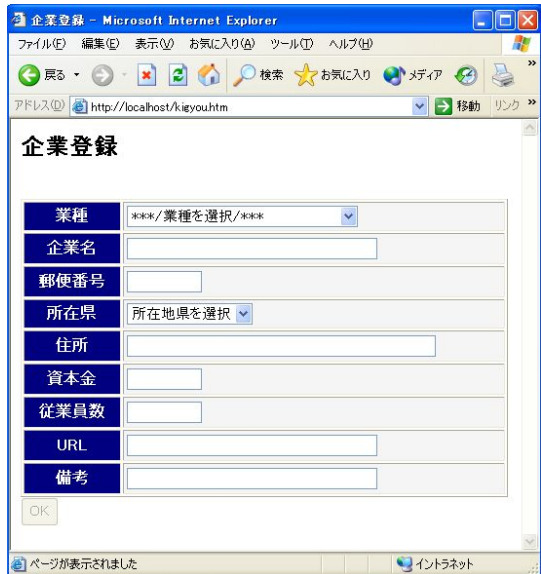 企業登録 - Microsoft Internet Explorer
ファイル(F) 編集(E) 表示(V) お気に入り(A) ツール(T) ヘルプ(H)
戻る 検索 お気に入り メディア
アドレス(D) http://localhost/kigyou.htm 移動 リンク
企業登録
業種 ***/業種を選択/***
企業名
郵便番号
所在県 所在地県を選択
住所
資本金
従業員数
URL
備考
OK
ページが表示されました イントラネット